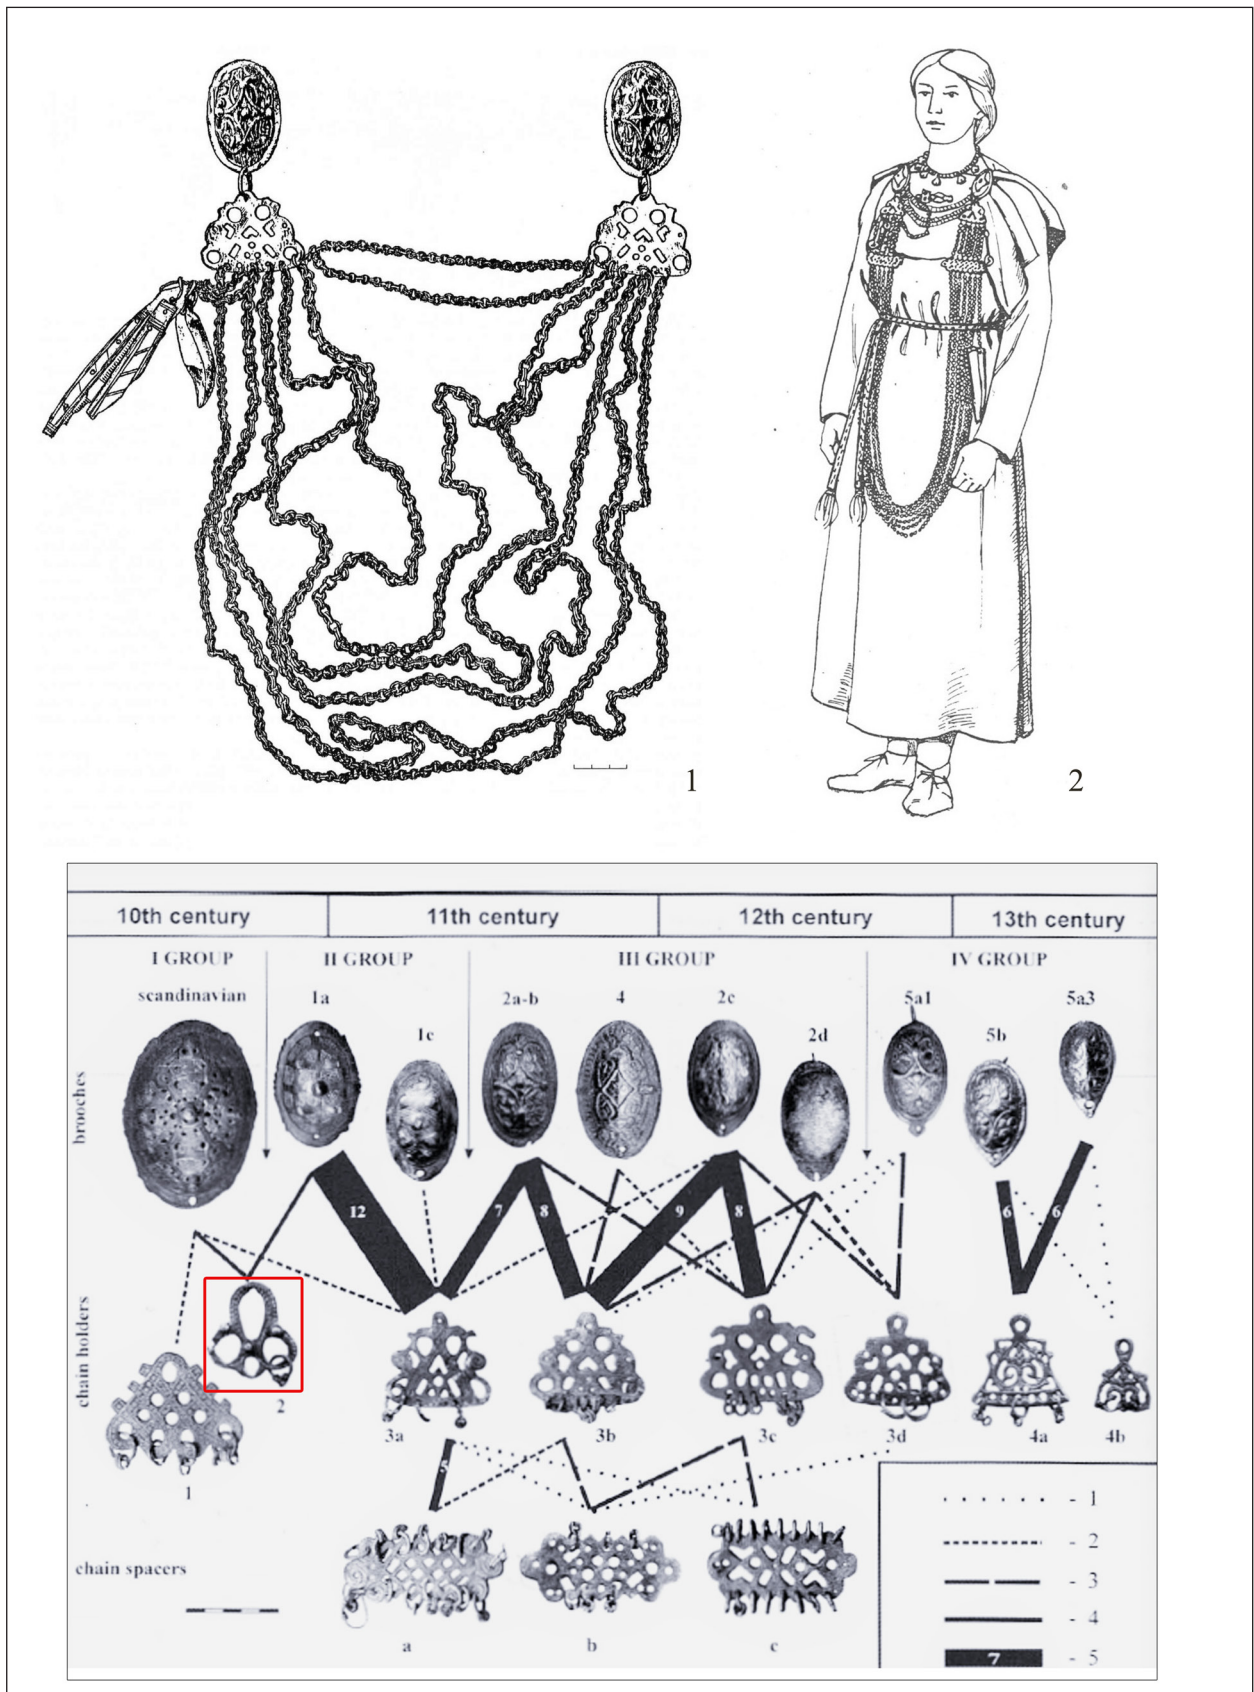 1
2
10th century 11th century 12th century 13th century
I GROUP II GROUP III GROUP IV GROUP
scandinavian 1a 2a-b 4 2c 5a1 5a3
1c 2d 5b
brooches
12 7 8 9 8 6 6
chain holders
2
3a 3b 3c 3d 4a 4b
1
5
- 1
- 2
chain spacers
- 3
- 4
7 - 5
a b c